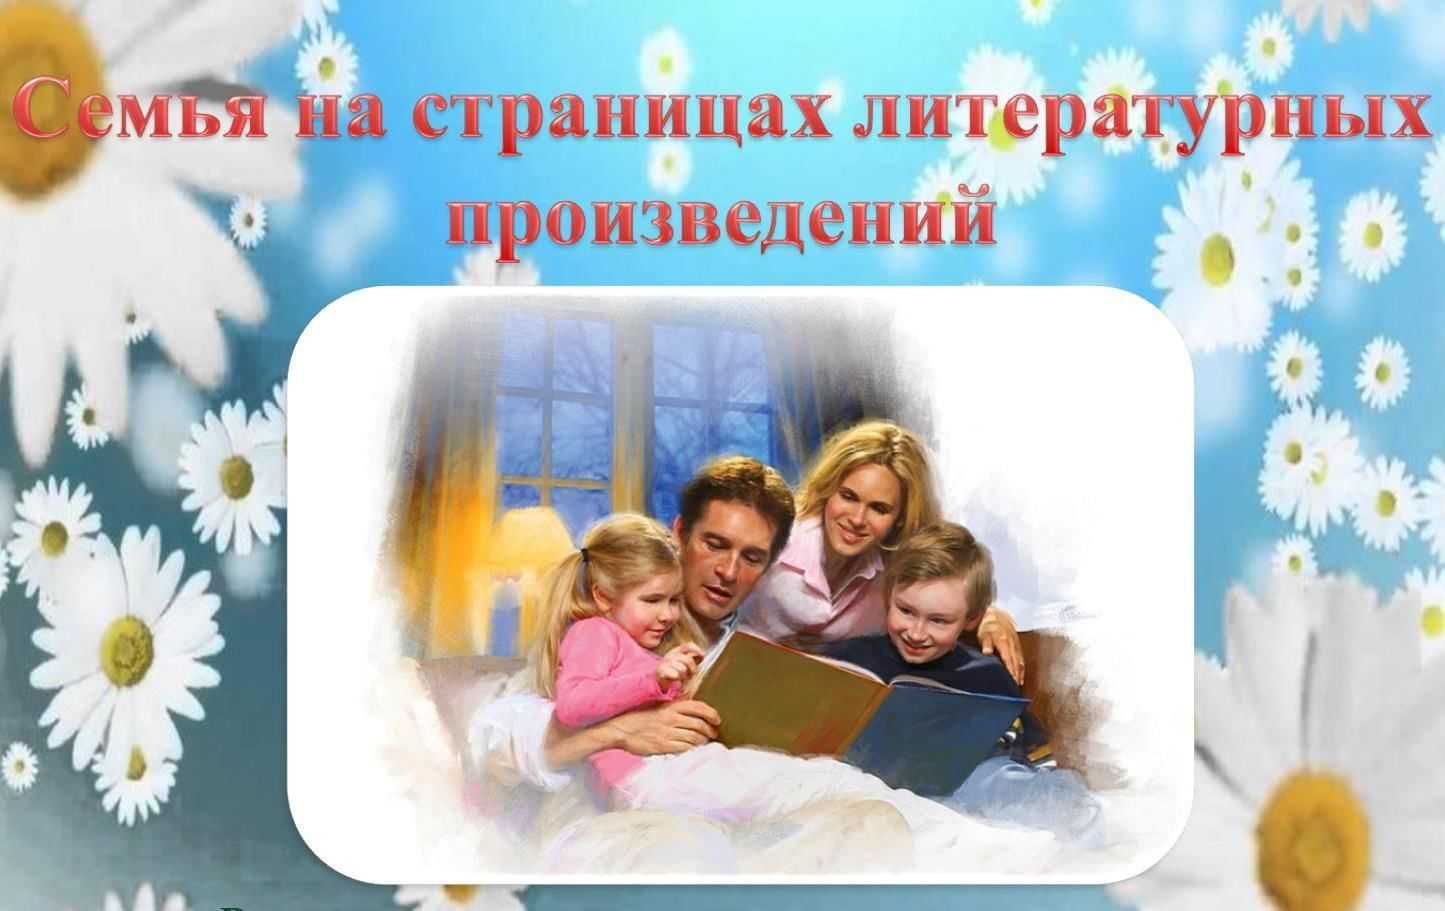 Семья на страницах литературных
произведений